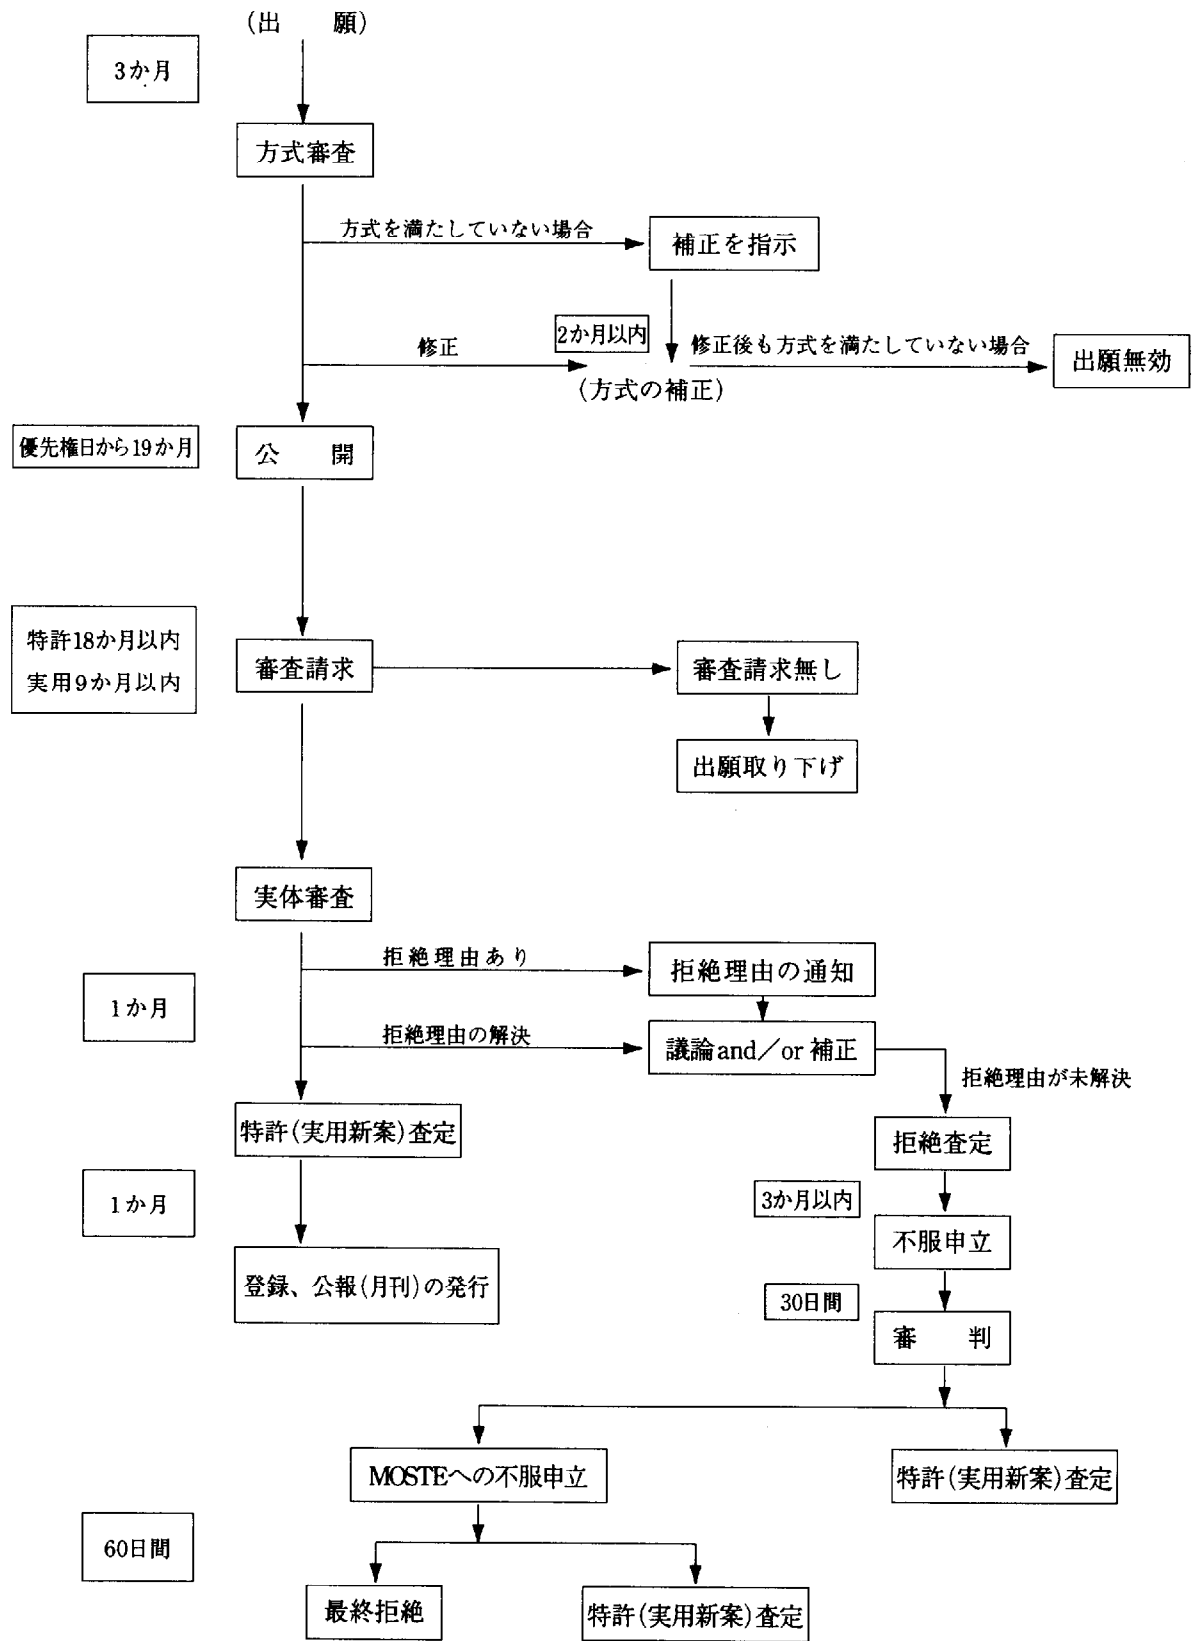 (出　願)
3か月
方式審査
方式を満たしていない場合
補正を指示
2か月以内
修正
修正後も方式を満たしていない場合
出願無効
(方式の補正)
優先権日から19か月
公　開
特許18か月以内
実用9か月以内
審査請求
審査請求無し
出願取り下げ
実体審査
拒絶理由あり
拒絶理由の通知
1か月
拒絶理由の解決
議論and／or 補正
拒絶理由が未解決
特許(実用新案)査定
拒絶査定
1か月
3か月以内
不服申立
登録、公報(月刊)の発行
30日間
審　判
MOSTEへの不服申立
特許(実用新案)査定
60日間
最終拒絶
特許(実用新案)査定